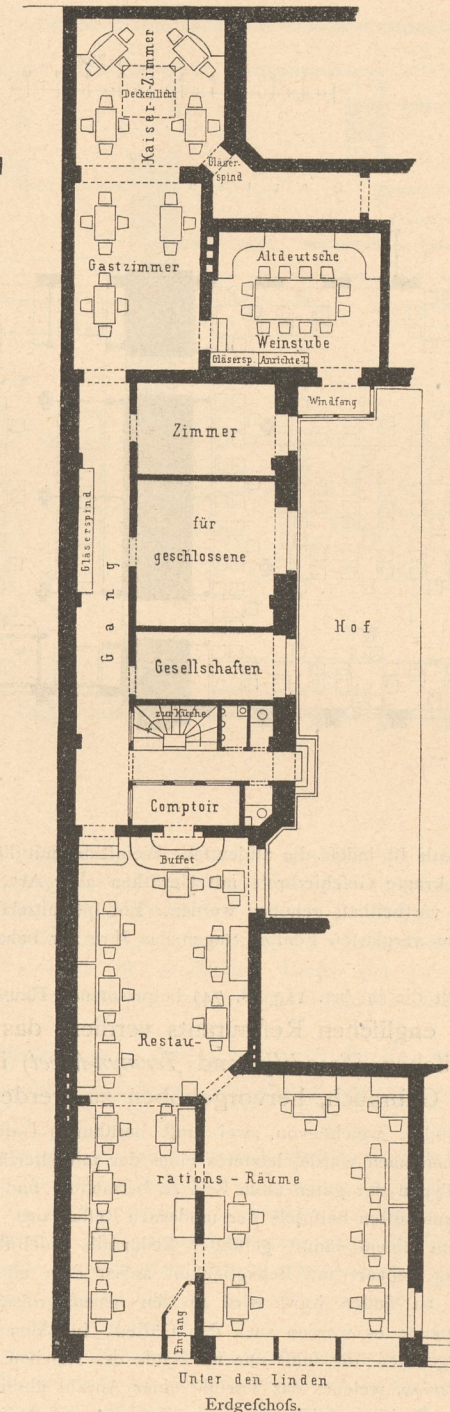 Kaiser-Zimmer
Deckenlicht
Gläser-
spind
Gastzimmer
Altdeutsche
Weinstube
Gläsersp. Anrichte-T.
Windfang
Zimmer
Gläserspind
für
geschlossene
Gang
Hof
Gesellschaften
zur Küche
Comptoir
Buffet
Restau-
rations-Räume
Eingang
Unter den Linden
Erdgeſchoſs.